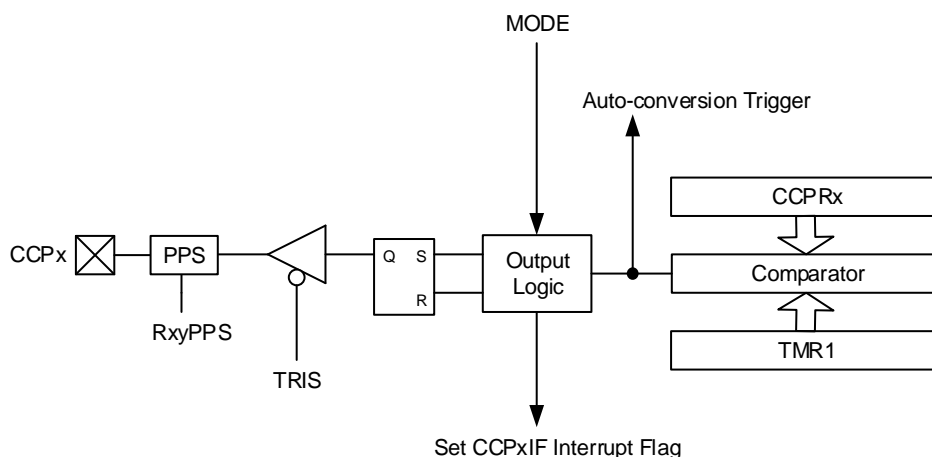 MODE
Auto-conversion Trigger
CCPRx
CCPx
PPS
Q
S
R
Output
Logic
Comparator
RxyPPS
TRIS
TMR1
Set CCPxIF Interrupt Flag